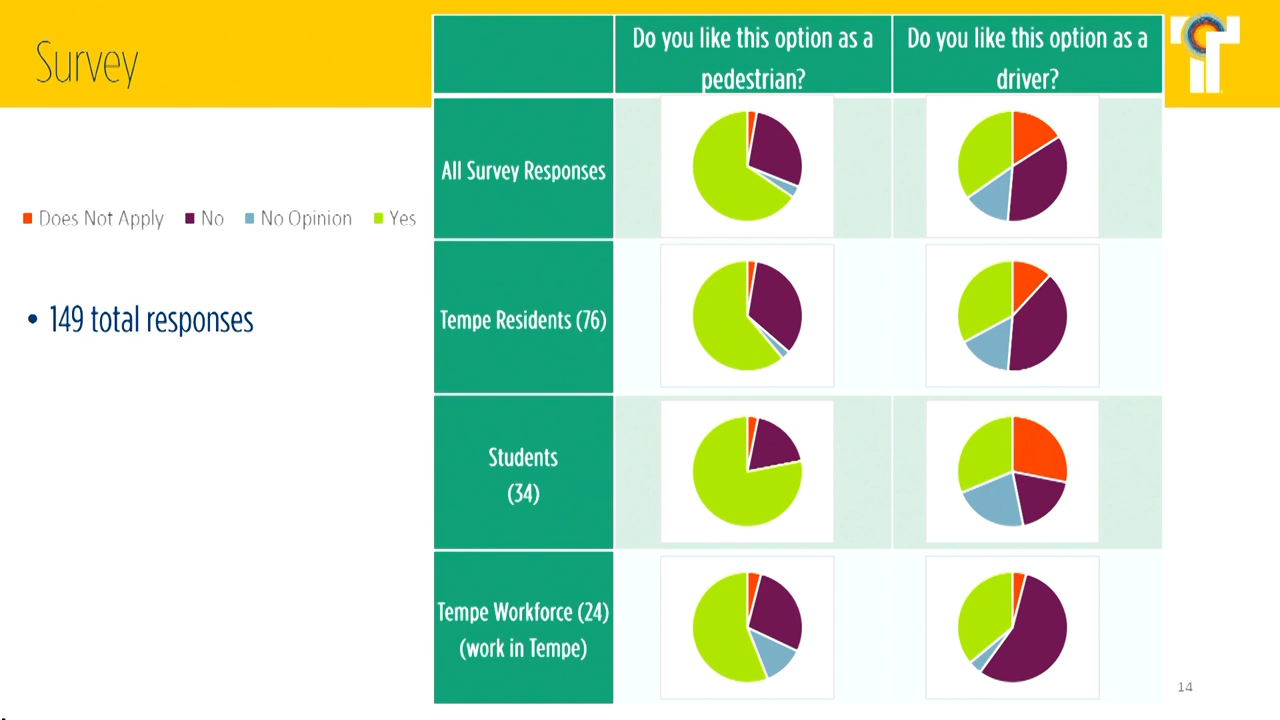 Survey
Do you like this option as a
pedestrian?
Do you like this option as a
driver?
All Survey Responses
Does Not Apply
No
No Opinion
Yes
• 149 total responses
Tempe Residents (76)
Students
(34)
Tempe Workforce (24)
(work in Tempe)
14